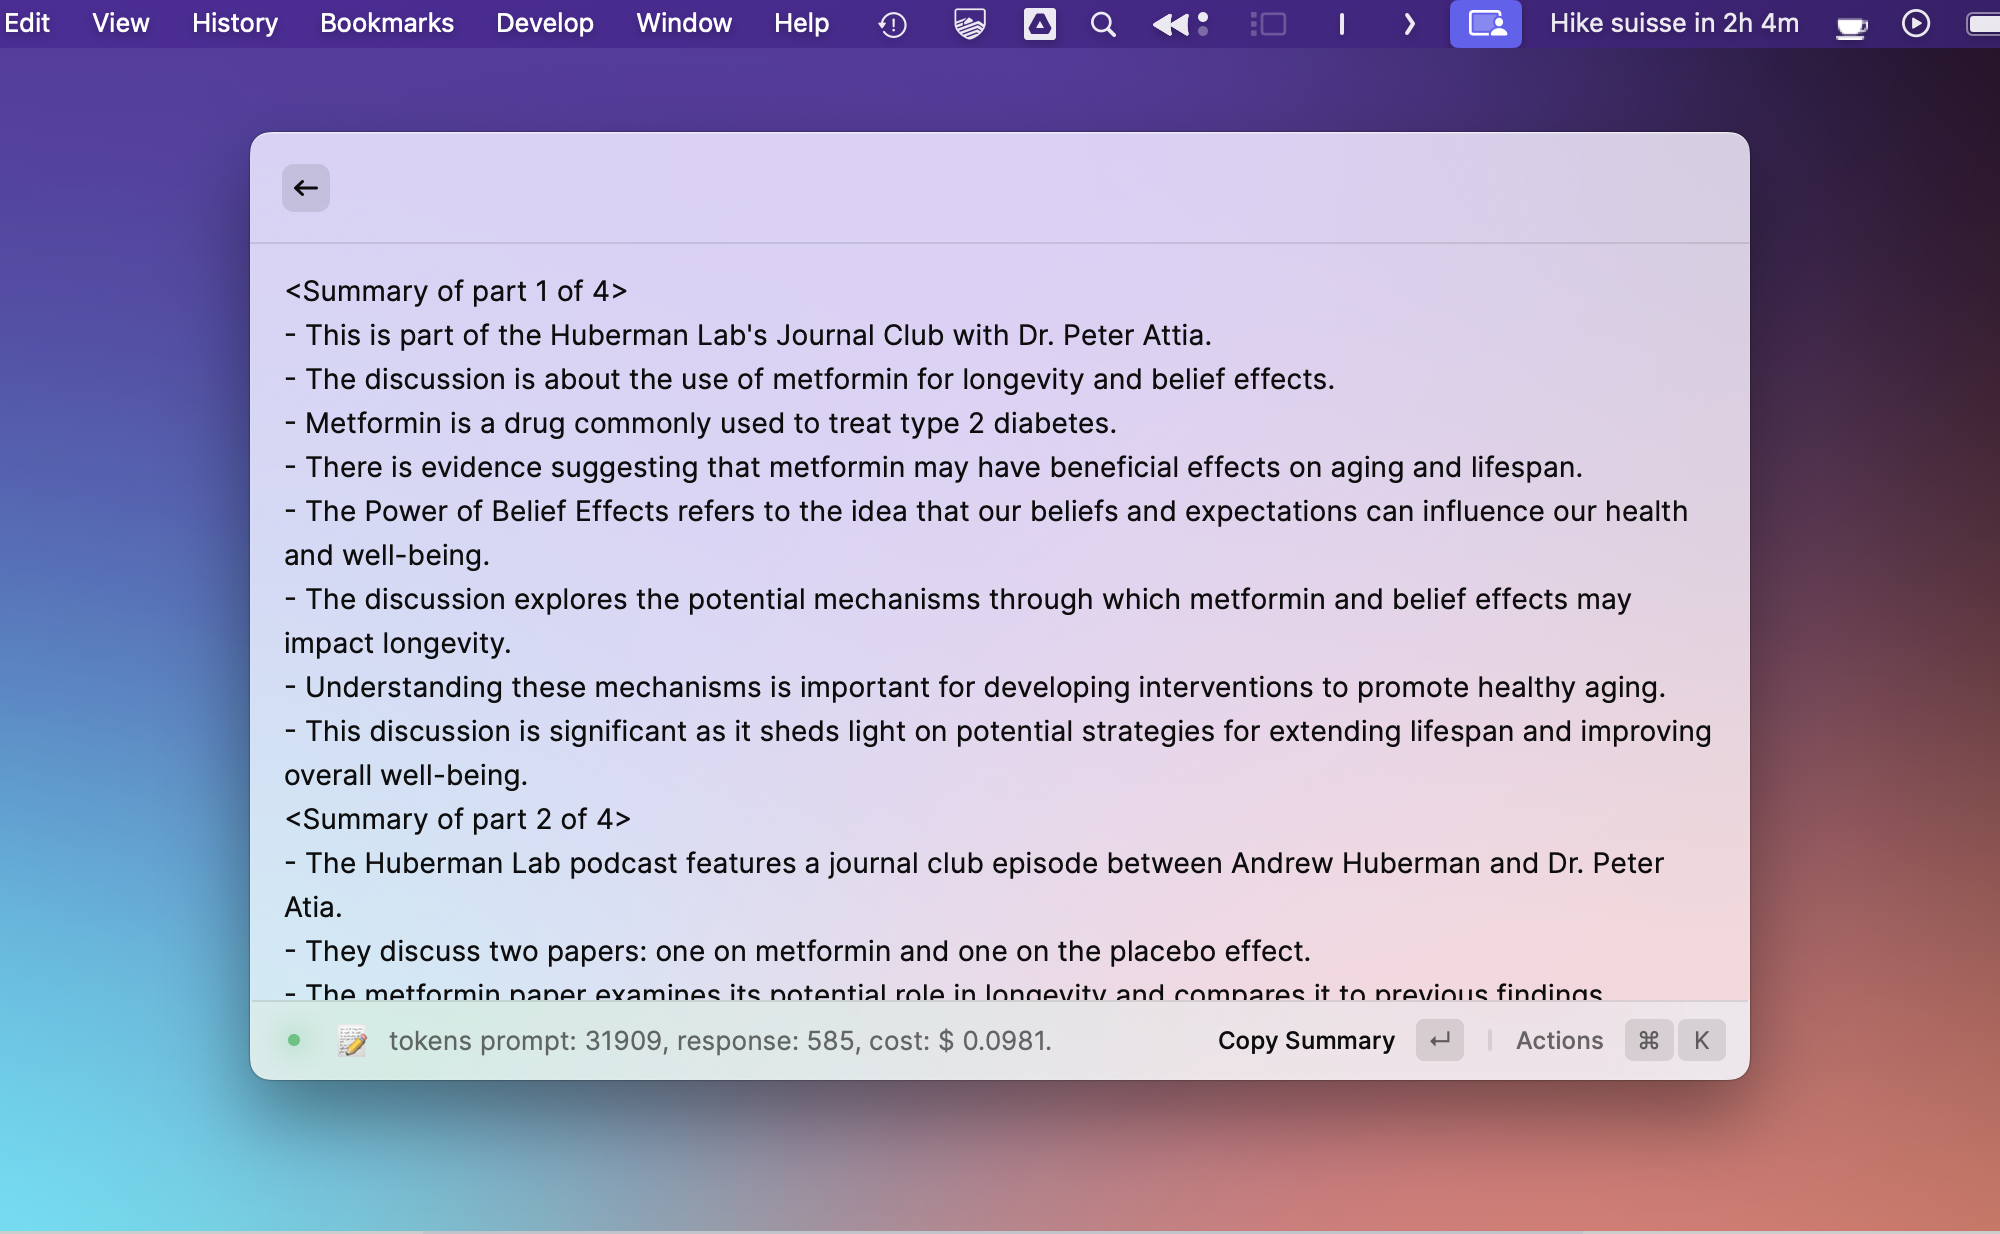 Edit View History Bookmarks Develop Window Help Hike suisse in 2h 4m
<Summary of part 1 of 4>
- This is part of the Huberman Lab's Journal Club with Dr. Peter Attia.
- The discussion is about the use of metformin for longevity and belief effects.
- Metformin is a drug commonly used to treat type 2 diabetes.
- There is evidence suggesting that metformin may have beneficial effects on aging and lifespan.
- The Power of Belief Effects refers to the idea that our beliefs and expectations can influence our health
and well-being.
- The discussion explores the potential mechanisms through which metformin and belief effects may
impact longevity.
- Understanding these mechanisms is important for developing interventions to promote healthy aging.
- This discussion is significant as it sheds light on potential strategies for extending lifespan and improving
overall well-being.
<Summary of part 2 of 4>
- The Huberman Lab podcast features a journal club episode between Andrew Huberman and Dr. Peter
Atia.
- They discuss two papers: one on metformin and one on the placebo effect.
- The metformin paper examines its potential role in longevity and compares it to previous findings
tokens prompt: 31909, response: 585, cost: $ 0.0981. Copy Summary ↵ Actions ⌘ K